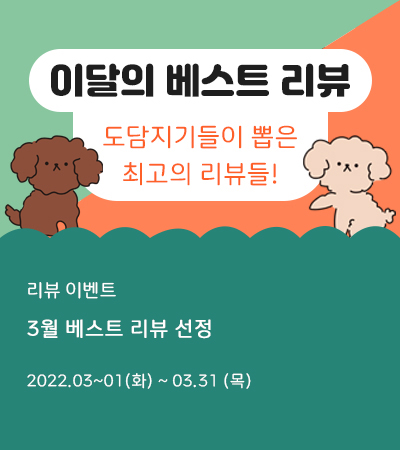 이달의 베스트 리뷰
도담지기들이 뽑은
최고의 리뷰들!
리뷰 이벤트
3월 베스트 리뷰 선정
2022.03~01(화) ~ 03.31 (목)